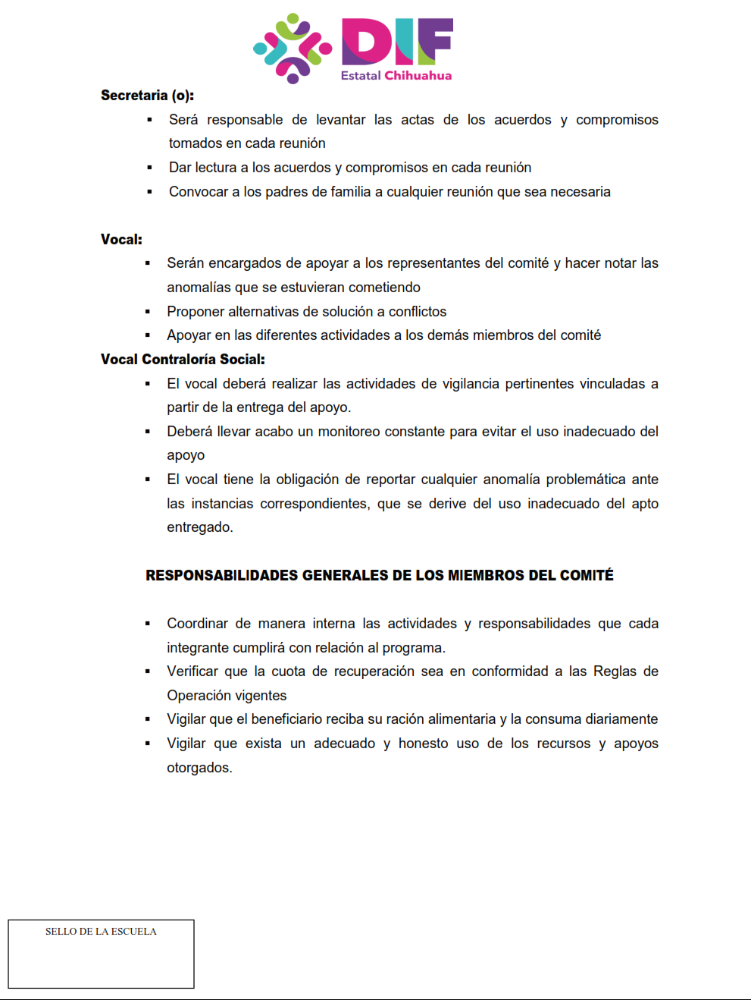 DIF
Estatal Chihuahua
Secretaria (o):
▪ Será responsable de levantar las actas de los acuerdos y compromisos
tomados en cada reunión
▪ Dar lectura a los acuerdos y compromisos en cada reunión
▪ Convocar a los padres de familia a cualquier reunión que sea necesaria
Vocal:
▪ Serán encargados de apoyar a los representantes del comité y hacer notar las
anomalías que se estuvieran cometiendo
▪ Proponer alternativas de solución a conflictos
▪ Apoyar en las diferentes actividades a los demás miembros del comité
Vocal Contraloría Social:
▪ El vocal deberá realizar las actividades de vigilancia pertinentes vinculadas a
partir de la entrega del apoyo.
▪ Deberá llevar acabo un monitoreo constante para evitar el uso inadecuado del
apoyo
▪ El vocal tiene la obligación de reportar cualquier anomalía problemática ante
las instancias correspondientes, que se derive del uso inadecuado del apto
entregado.
RESPONSABILIDADES GENERALES DE LOS MIEMBROS DEL COMITÉ
▪ Coordinar de manera interna las actividades y responsabilidades que cada
integrante cumplirá con relación al programa.
▪ Verificar que la cuota de recuperación sea en conformidad a las Reglas de
Operación vigentes
▪ Vigilar que el beneficiario reciba su ración alimentaria y la consuma diariamente
▪ Vigilar que exista un adecuado y honesto uso de los recursos y apoyos
otorgados.
SELLO DE LA ESCUELA